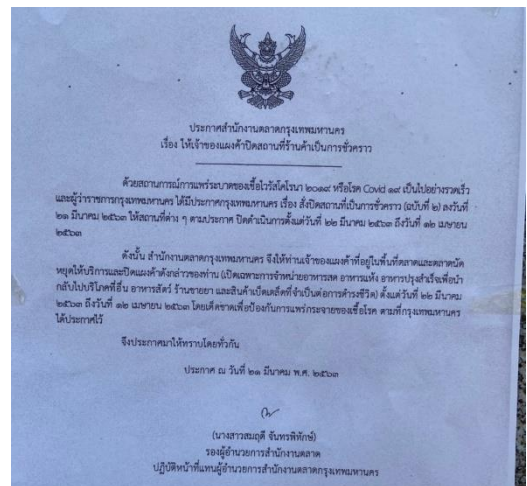 ประกาศสำนักงานตลาดกรุงเทพมหานคร
เรื่อง ให้เจ้าของแผงค้าปิดสถานที่ร้านค้าเป็นการชั่วคราว
ด้วยสถานการณ์การแพร่ระบาดของเชื้อไวรัสโคโรนา ๒๐๑๙ หรือโรค Covid ๑๙ เป็นไปอย่างรวดเร็ว
และผู้ว่าราชการกรุงเทพมหานคร ได้มีประกาศกรุงเทพมหานคร เรื่อง สั่งปิดสถานที่เป็นการชั่วคราว (ฉบับที่ ๒) ลงวันที่
๒๑ มีนาคม ๒๕๖๓ ให้สถานที่ต่าง ๆ ตามประกาศ ปิดดำเนินการตั้งแต่วันที่ ๒๒ มีนาคม ๒๕๖๓ ถึงวันที่ ๑๒ เมษายน
๒๕๖๓
ดังนั้น สำนักงานตลาดกรุงเทพมหานคร จึงให้ท่านเจ้าของแผงค้าที่อยู่ในพื้นที่ตลาดและตลาดนัด
หยุดให้บริการและปิดแผงค้าดังกล่าวของท่าน (เปิดเฉพาะการจำหน่ายอาหารสด อาหารแห้ง อาหารปรุงสำเร็จเพื่อนำ
กลับไปบริโภคที่อื่น อาหารสัตว์ ร้านขายยา และสินค้าเบ็ดเตล็ดที่จำเป็นต่อการดำรงชีวิต) ตั้งแต่วันที่ ๒๒ มีนาคม
๒๕๖๓ ถึงวันที่ ๑๒ เมษายน ๒๕๖๓ โดยเด็ดขาดเพื่อป้องกันการแพร่กระจายของเชื้อโรค ตามที่กรุงเทพมหานคร
ได้ประกาศไว้
จึงประกาศมาให้ทราบโดยทั่วกัน
ประกาศ ณ วันที่ ๒๑ มีนาคม พ.ศ. ๒๕๖๓
(นางสาวสมฤดี จันทรพิทักษ์)
รองผู้อำนวยการสำนักงานตลาด
ปฏิบัติหน้าที่แทนผู้อำนวยการสำนักงานตลาดกรุงเทพมหานคร